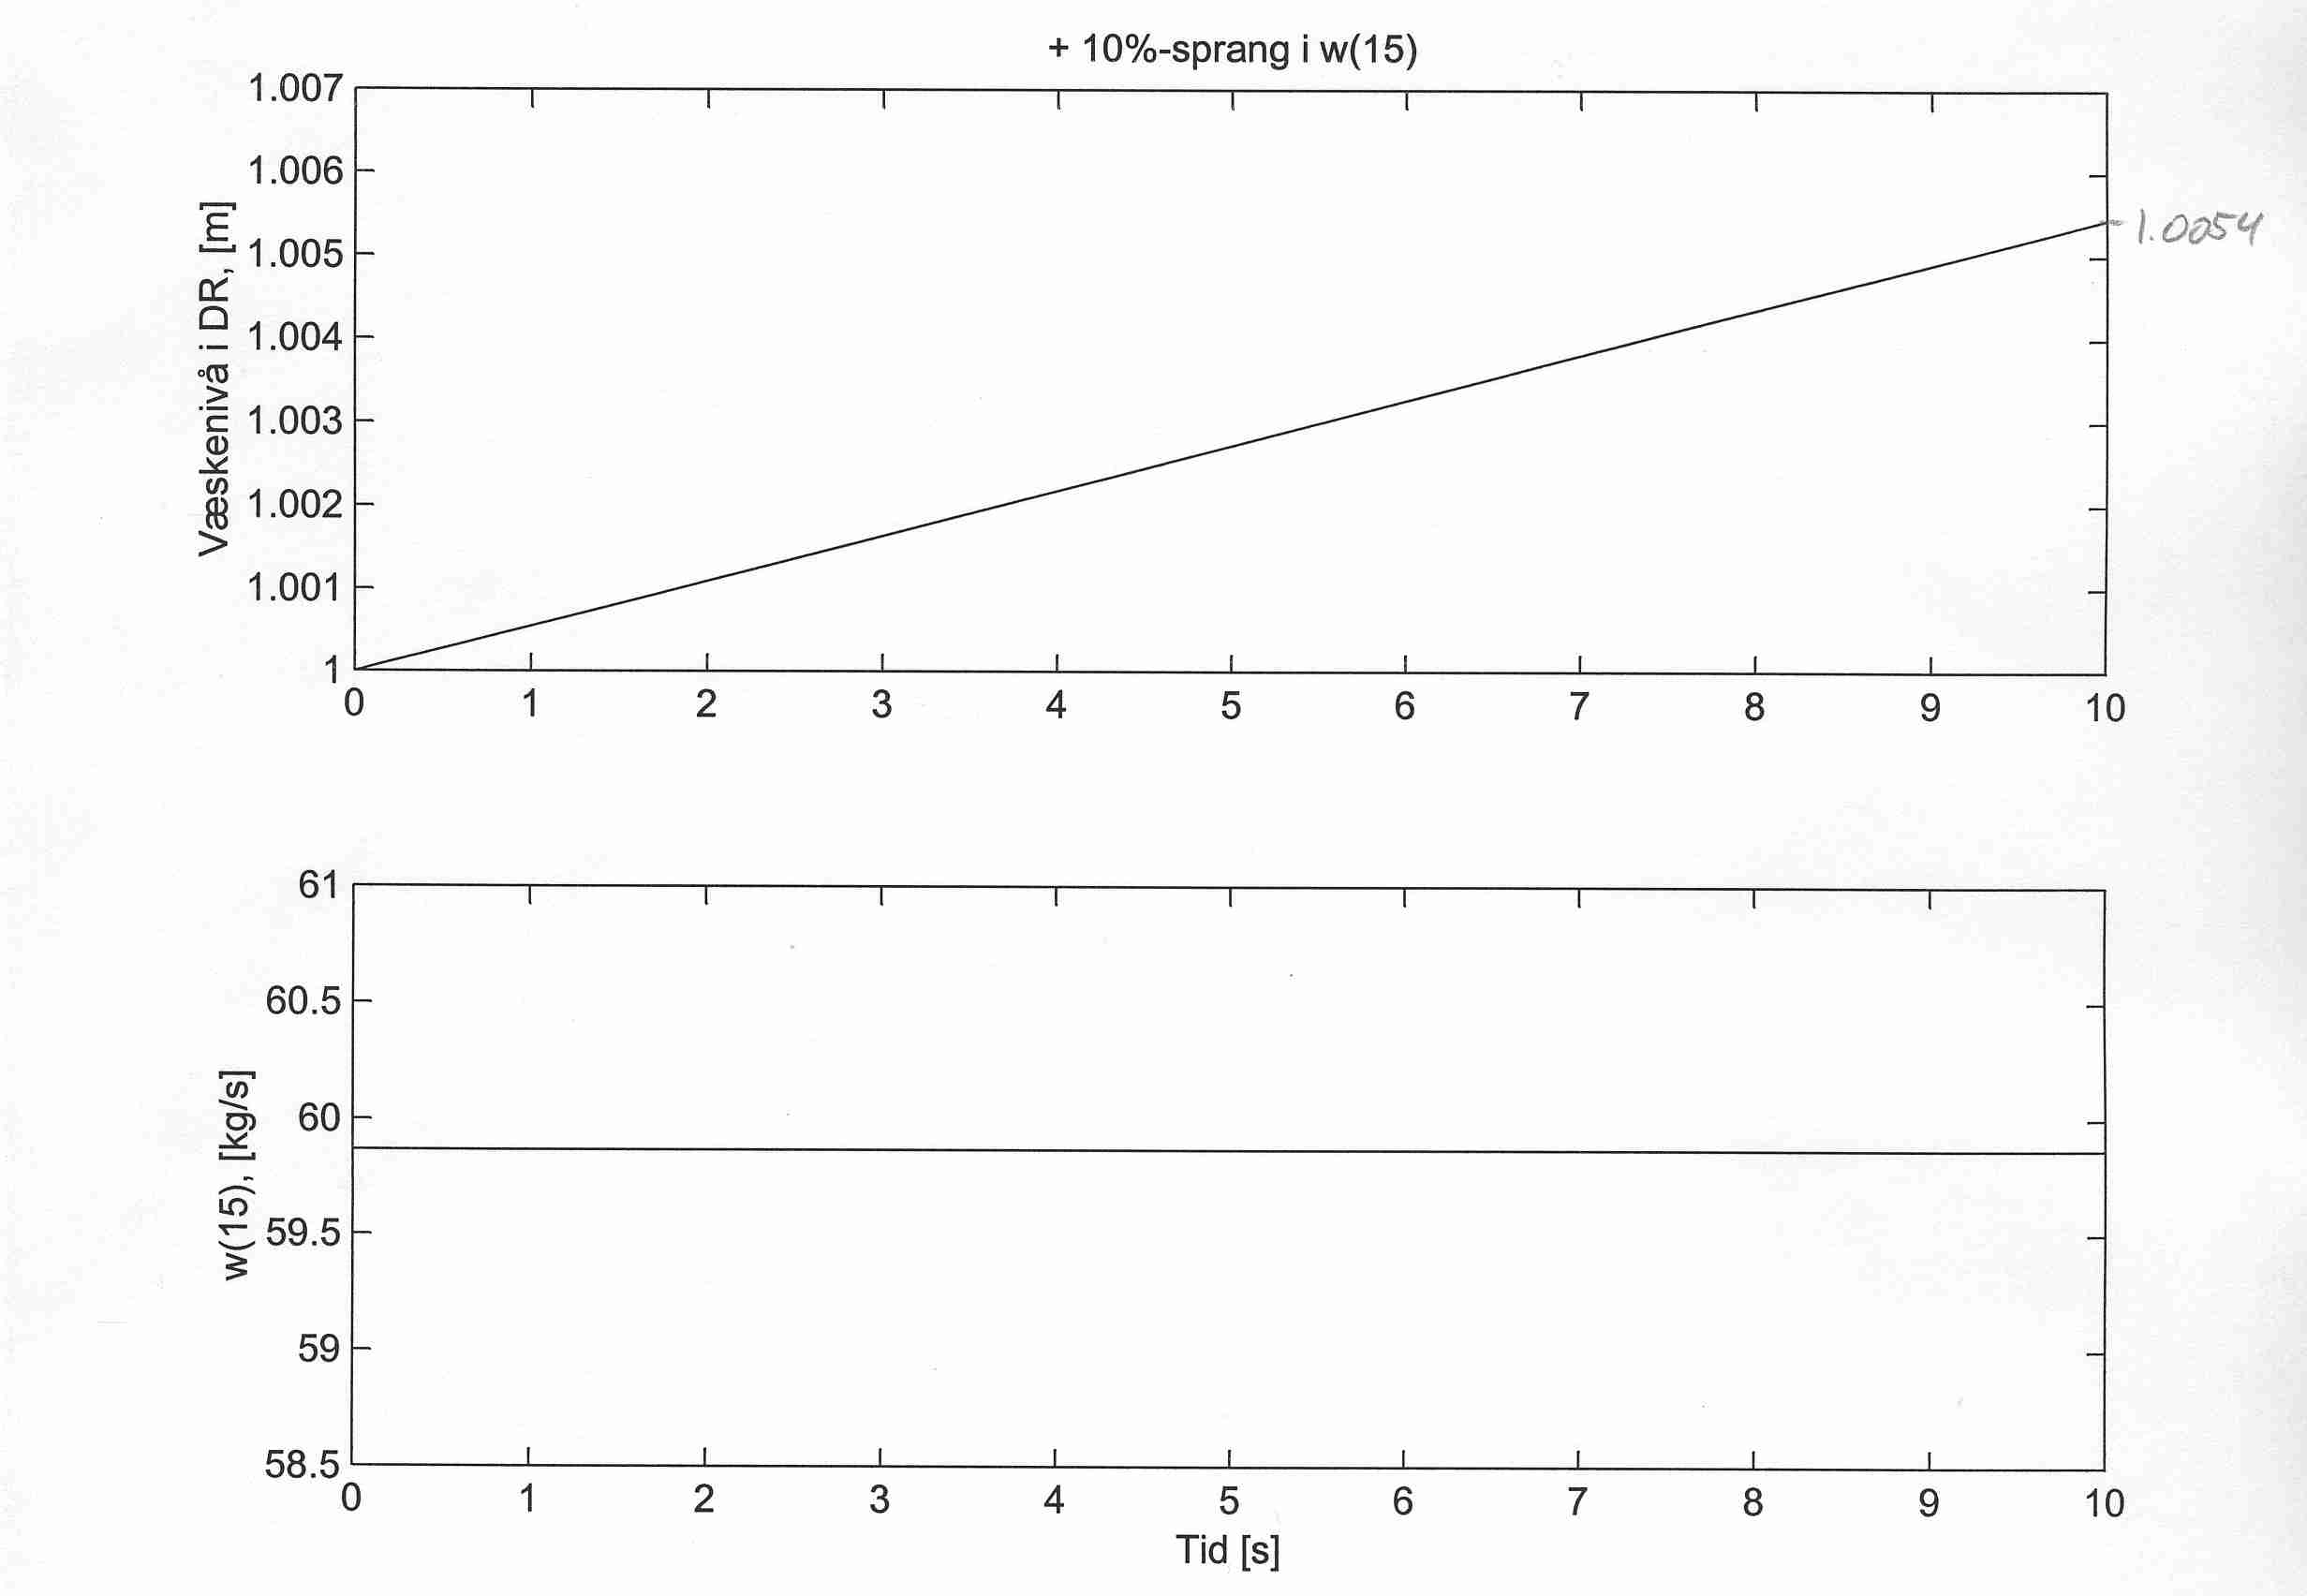 + 10%-sprang i w(15)
1.007
1.006
1.005
1.004
1.003
1.002
1.001
1
Væskenivå i DR, [m]
1.0054
0 1 2 3 4 5 6 7 8 9 10
61
60.5
60
59.5
59
58.5
w(15), [kg/s]
0 1 2 3 4 5 6 7 8 9 10
Tid [s]